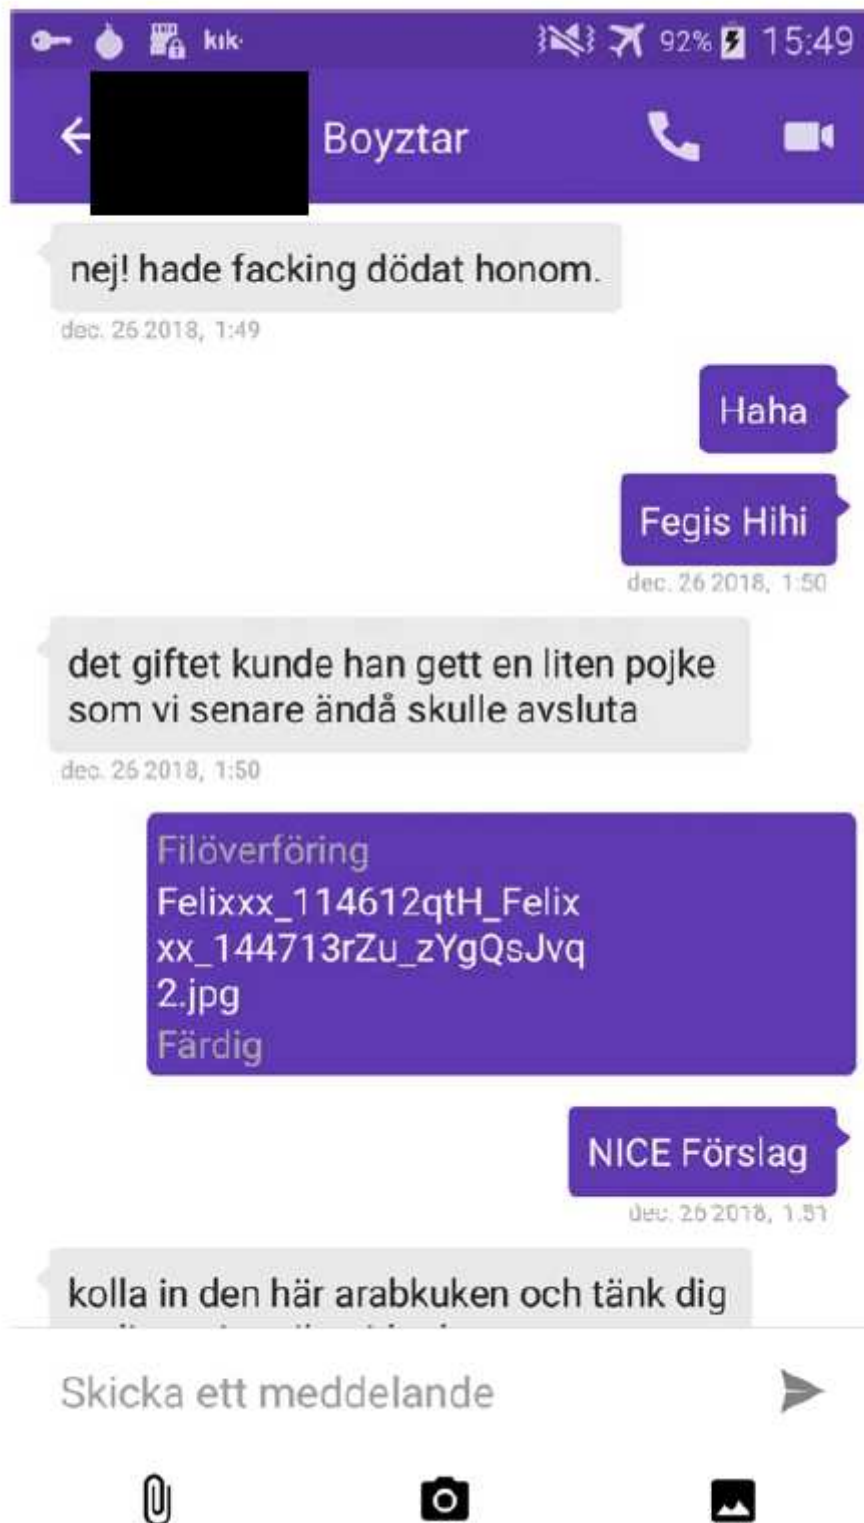 kik·
92% 15:49
Boyztar
nej! hade facking dödat honom.
dec. 26 2018, 1:49
Haha
Fegis Hihi
dec. 26 2018, 1:50
det giftet kunde han gett en liten pojke
som vi senare ändå skulle avsluta
dec. 26 2018, 1:50
Filöverföring
Felixxx_114612qtH_Felix
xx_144713rZu_zYgQsJvq
2.jpg
Färdig
NICE Förslag
dec. 26 2018, 1:51
kolla in den här arabkuken och tänk dig
Skicka ett meddelande